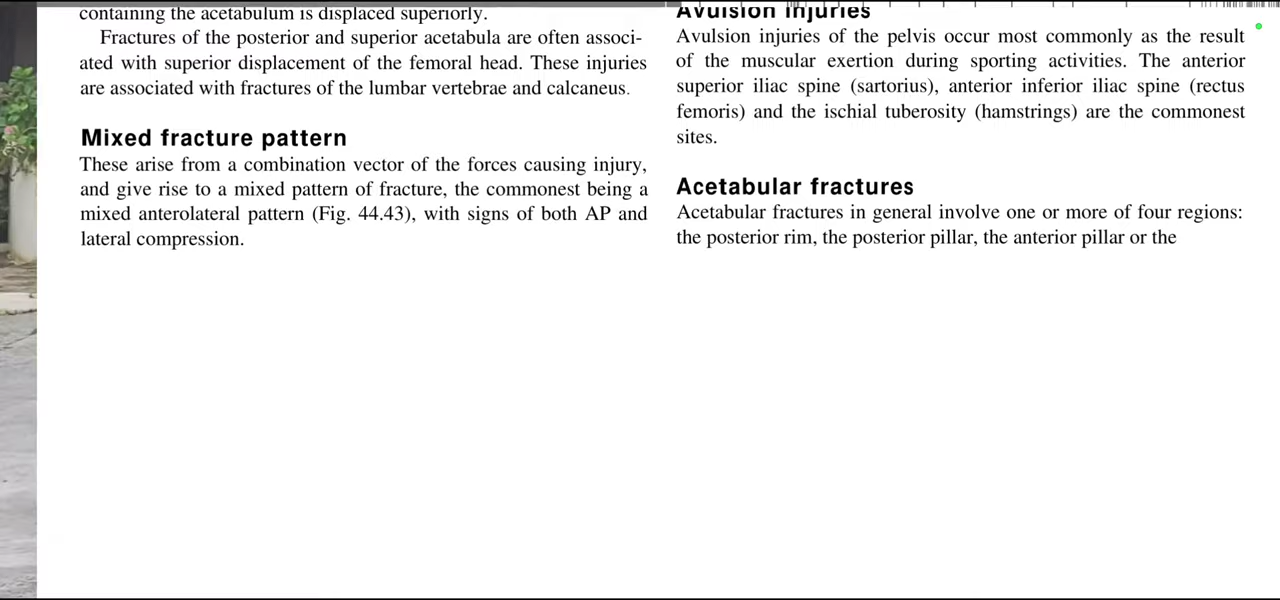 containing the acetabulum is displaced superiorly.
Fractures of the posterior and superior acetabula are often associ-
ated with superior displacement of the femoral head. These injuries
are associated with fractures of the lumbar vertebrae and calcaneus.
Mixed fracture pattern
These arise from a combination vector of the forces causing injury,
and give rise to a mixed pattern of fracture, the commonest being a
mixed anterolateral pattern (Fig. 44.43), with signs of both AP and
lateral compression.
Avulsion injuries
Avulsion injuries of the pelvis occur most commonly as the result
of the muscular exertion during sporting activities. The anterior
superior iliac spine (sartorius), anterior inferior iliac spine (rectus
femoris) and the ischial tuberosity (hamstrings) are the commonest
sites.
Acetabular fractures
Acetabular fractures in general involve one or more of four regions:
the posterior rim, the posterior pillar, the anterior pillar or the